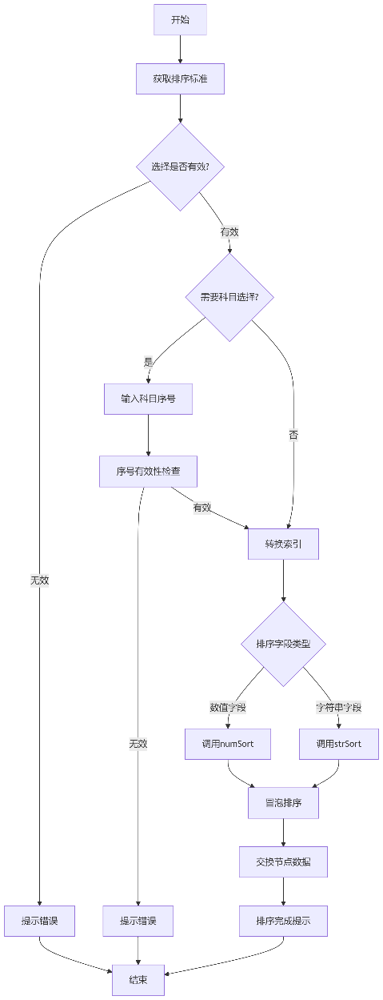 开始
获取排序标准
选择是否有效?
有效
需要科目选择?
是
输入科目序号
否
序号有效性检查
有效
转换索引
无效
排序字段类型
数值字段
字符串字段
无效
调用numSort
调用strSort
冒泡排序
交换节点数据
提示错误
提示错误
排序完成提示
结束